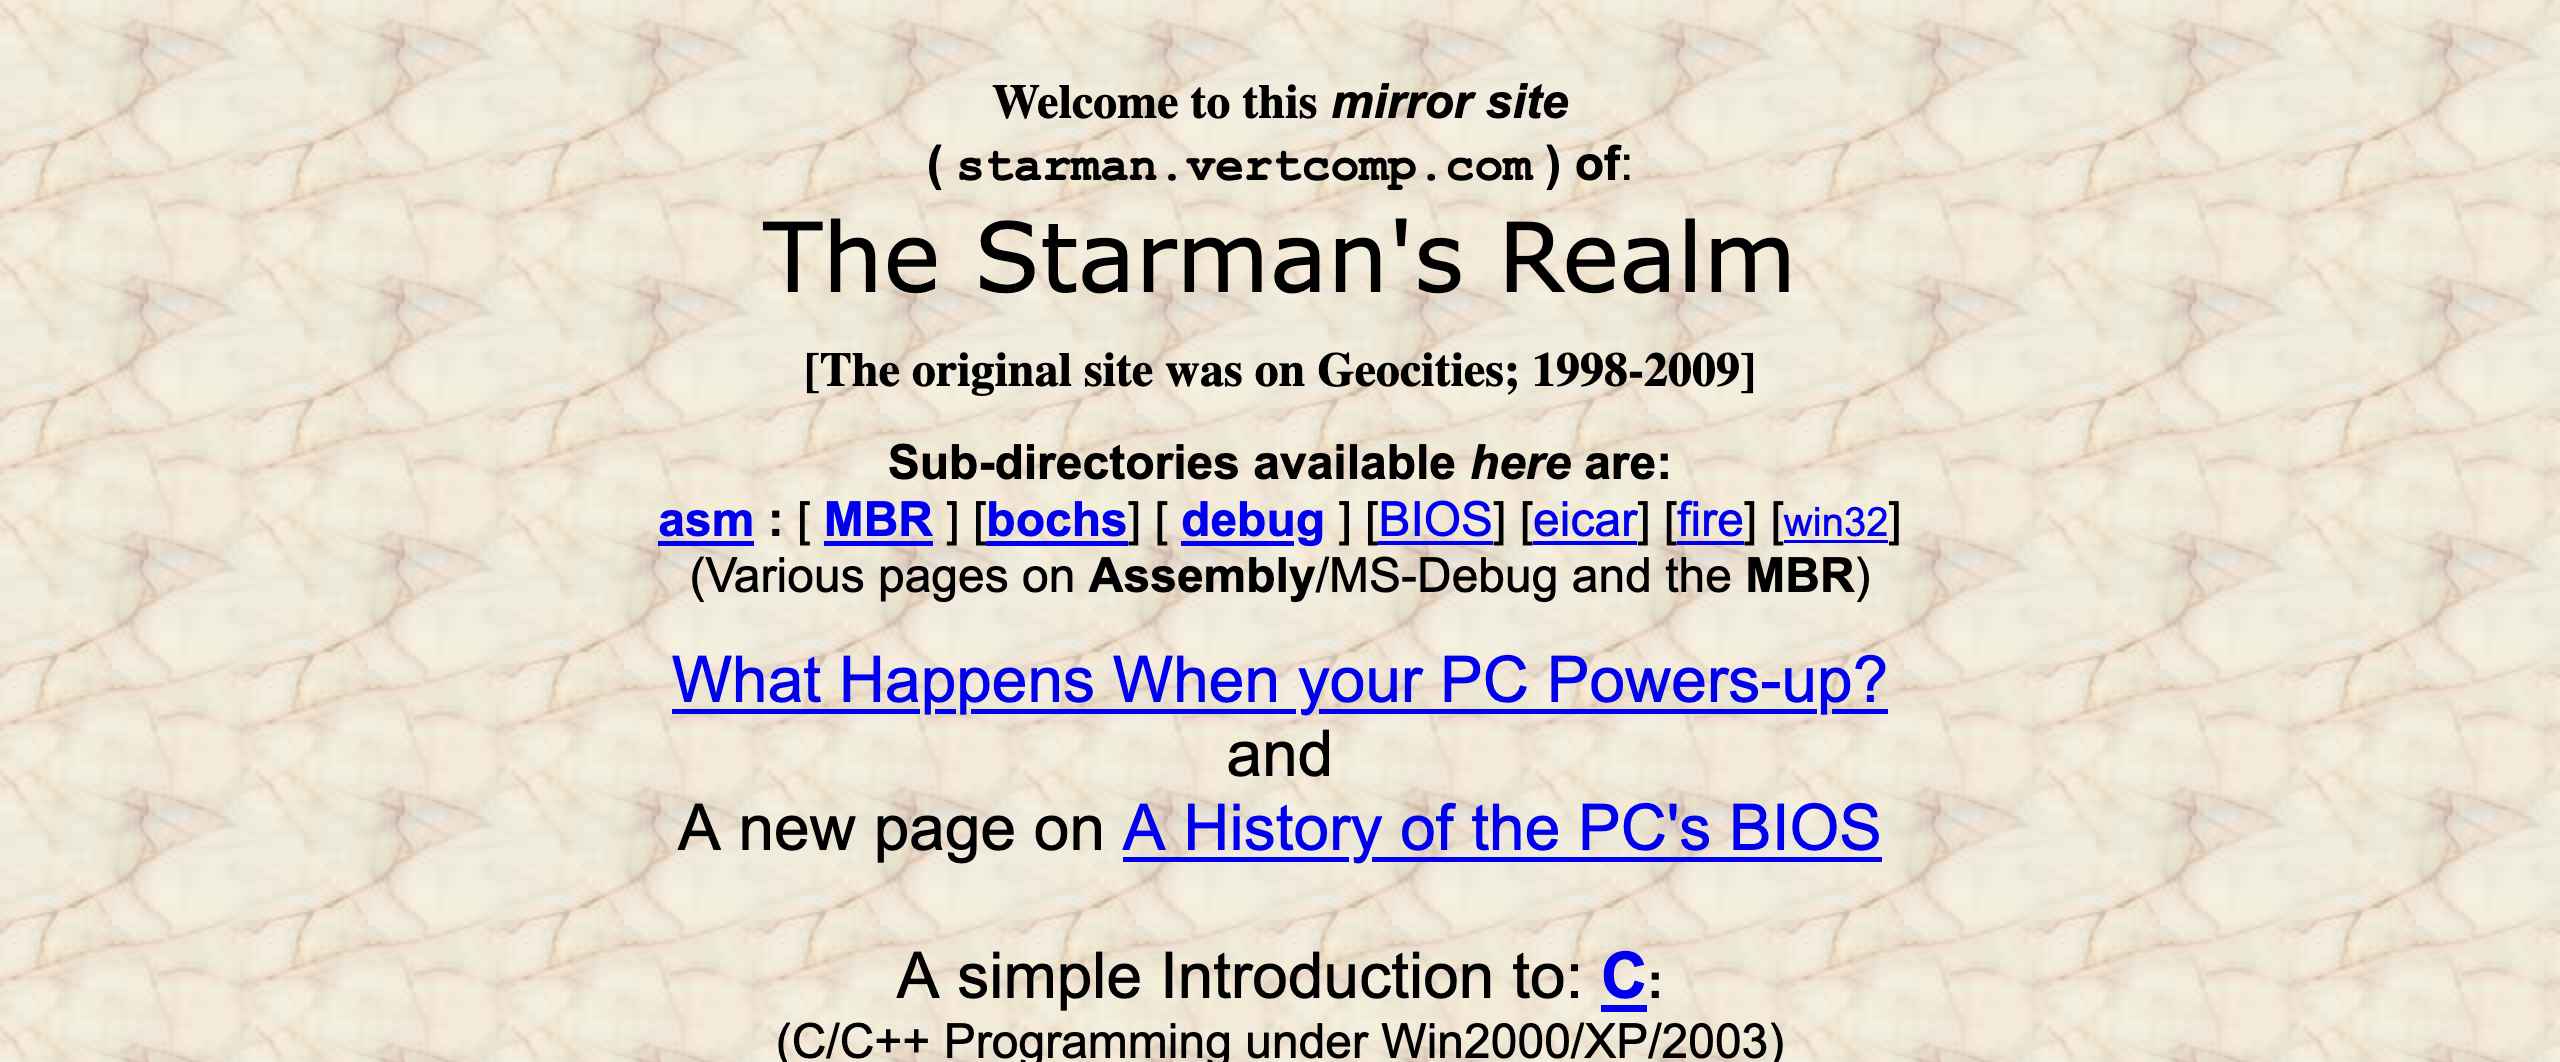 Welcome to this mirror site
( starman.vertcomp.com ) of:
The Starman's Realm
[The original site was on Geocities; 1998-2009]
Sub-directories available here are:
asm : [ MBR ] [bochs] [ debug ] [BIOS] [eicar] [fire] [win32]
(Various pages on Assembly/MS-Debug and the MBR)
What Happens When your PC Powers-up?
and
A new page on A History of the PC's BIOS
A simple Introduction to: C:
(C/C++ Programming under Win2000/XP/2003)